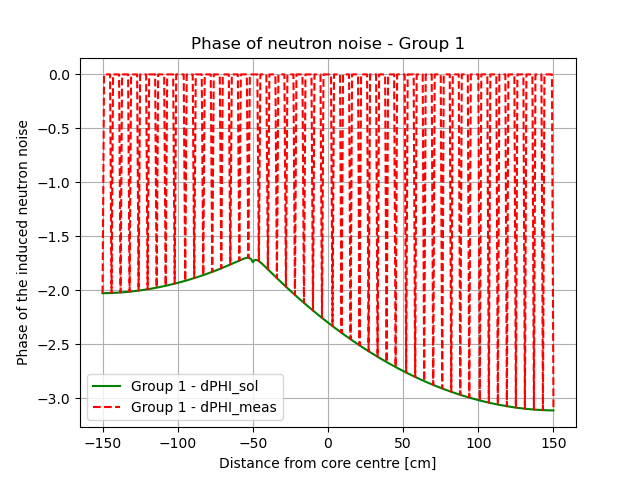 Phase of neutron noise - Group 1
Phase of the induced neutron noise
0.0
−0.5
−1.0
−1.5
−2.0
−2.5
−3.0
Group 1 - dPHI_sol
Group 1 - dPHI_meas
−150
−100
−50
0
50
100
150
Distance from core centre [cm]